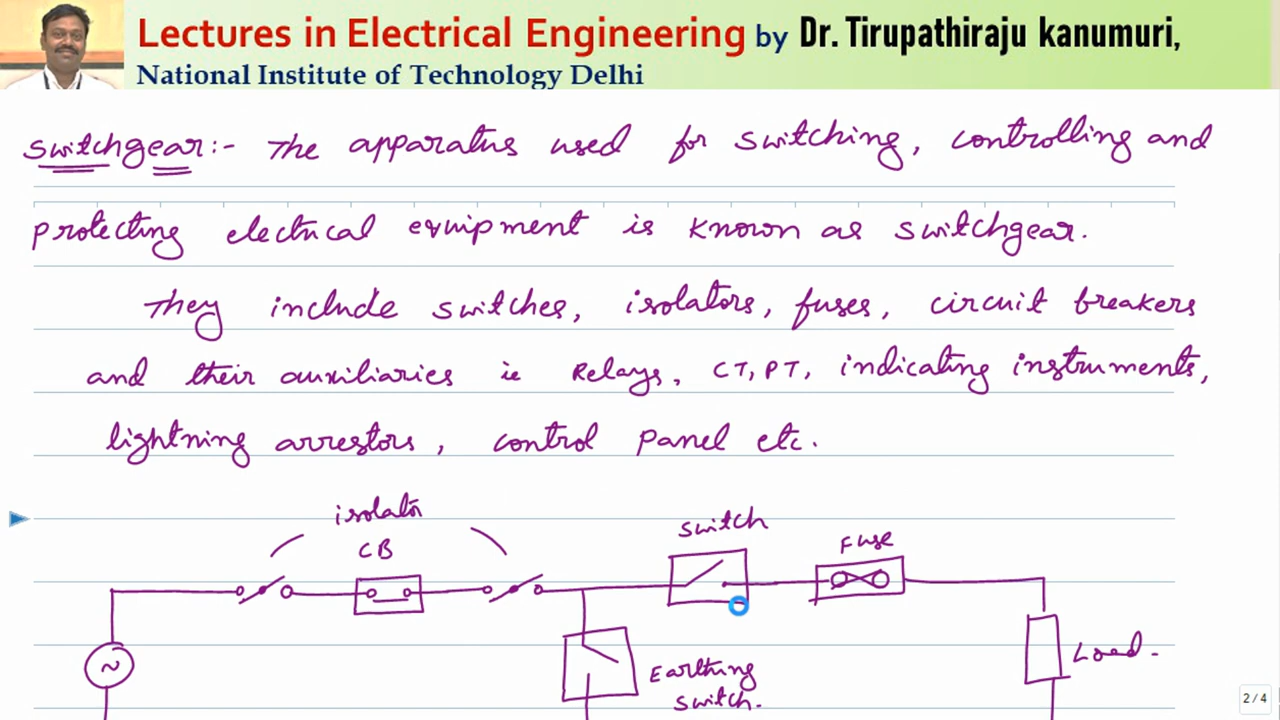 Lectures in Electrical Engineering by Dr. Tirupathiraju kanumuri,
National Institute of Technology Delhi
switchgear:- The apparatus used for switching, controlling and
protecting electrical equipment is known as switchgear.
They include switches, isolators, fuses, circuit breakers
and their auxiliaries ie Relays, CT, PT, indicating instruments,
lightning arrestors, control panel etc.
isolator
CB
Switch
Fuse
Earthing
switch.
Load.
2/4